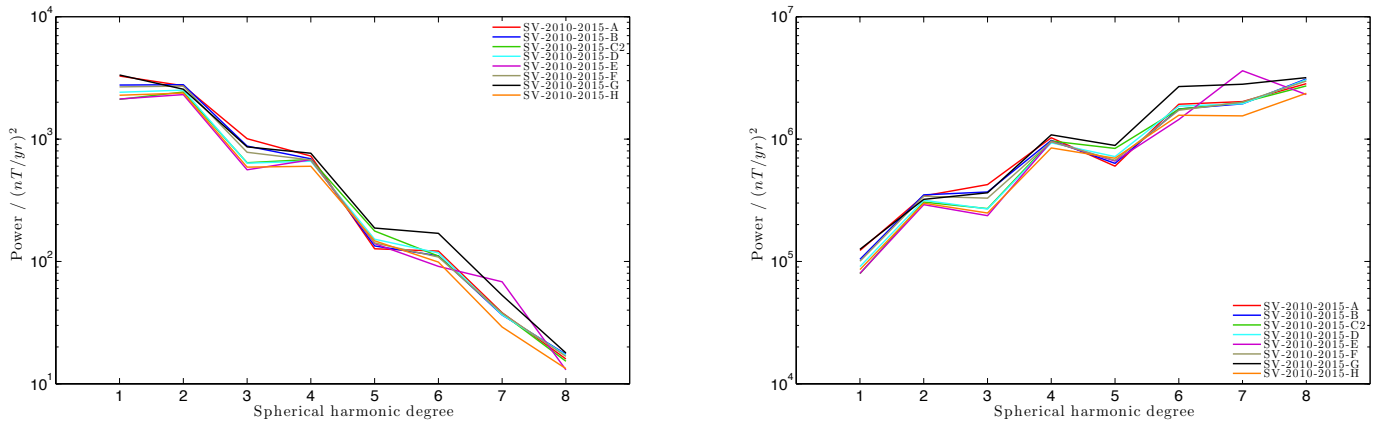 10^4
10^3
10^2
10^1
Power / (nT/yr)^2
SV-2010-2015-A
SV-2010-2015-B
SV-2010-2015-C2
SV-2010-2015-D
SV-2010-2015-E
SV-2010-2015-F
SV-2010-2015-G
SV-2010-2015-H
1 2 3 4 5 6 7 8
Spherical harmonic degree
10^7
10^6
10^5
10^4
Power / (nT/yr)^2
SV-2010-2015-A
SV-2010-2015-B
SV-2010-2015-C2
SV-2010-2015-D
SV-2010-2015-E
SV-2010-2015-F
SV-2010-2015-G
SV-2010-2015-H
1 2 3 4 5 6 7 8
Spherical harmonic degree